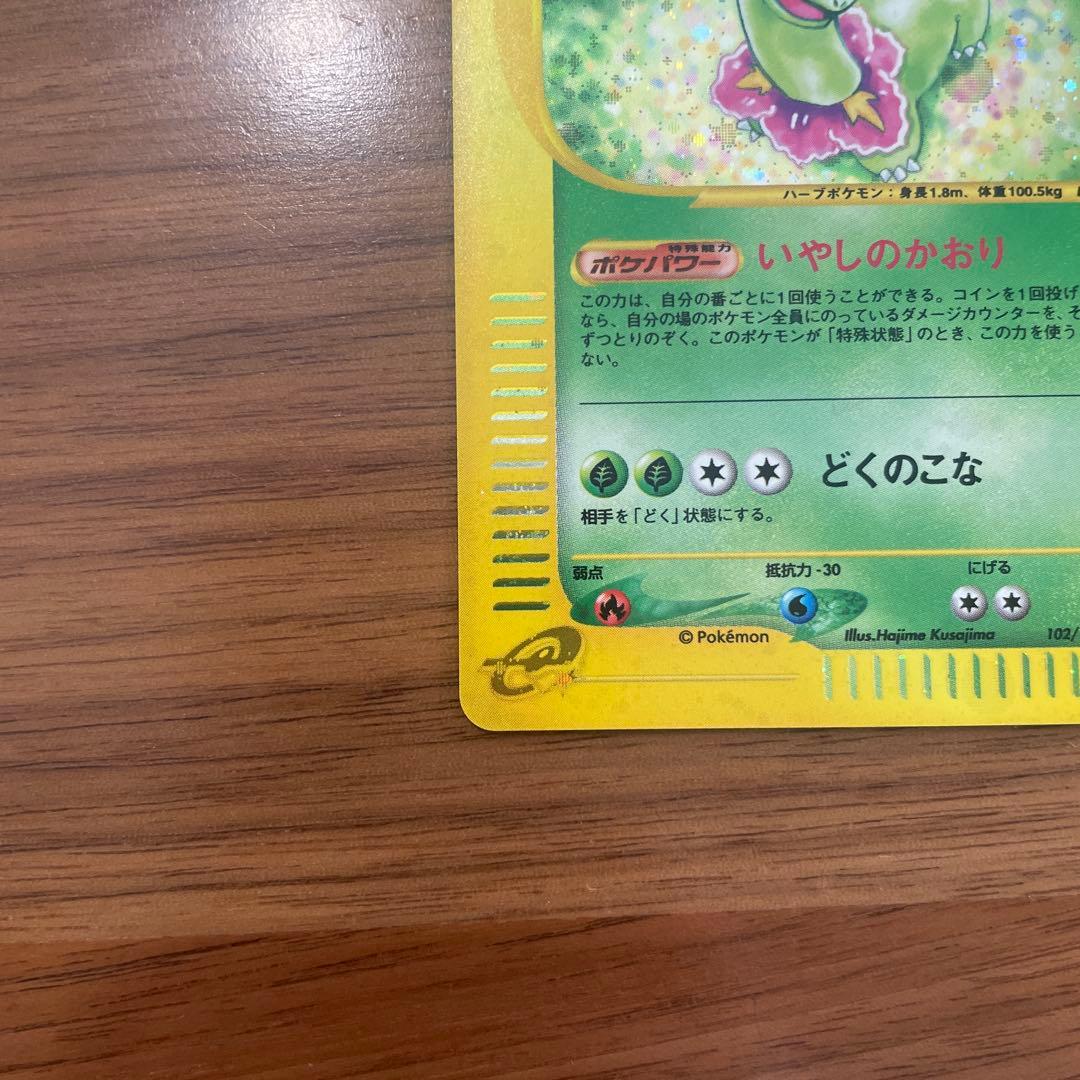 ハーブポケモン：身長1.8m、体重100.5kg
特殊能力
ポケパワー いやしのかおり
この力は、自分の番ごとに1回使うことができる。コインを1回投げ
なら、自分の場のポケモン全員にのっているダメージカウンターを、そ
ずつとりのぞく。このポケモンが「特殊状態」のとき、この力を使う
ない。
どくのこな
相手を「どく」状態にする。
弱点 抵抗力-30 にげる
© Pokémon Illus.Hajime Kusajima 102/